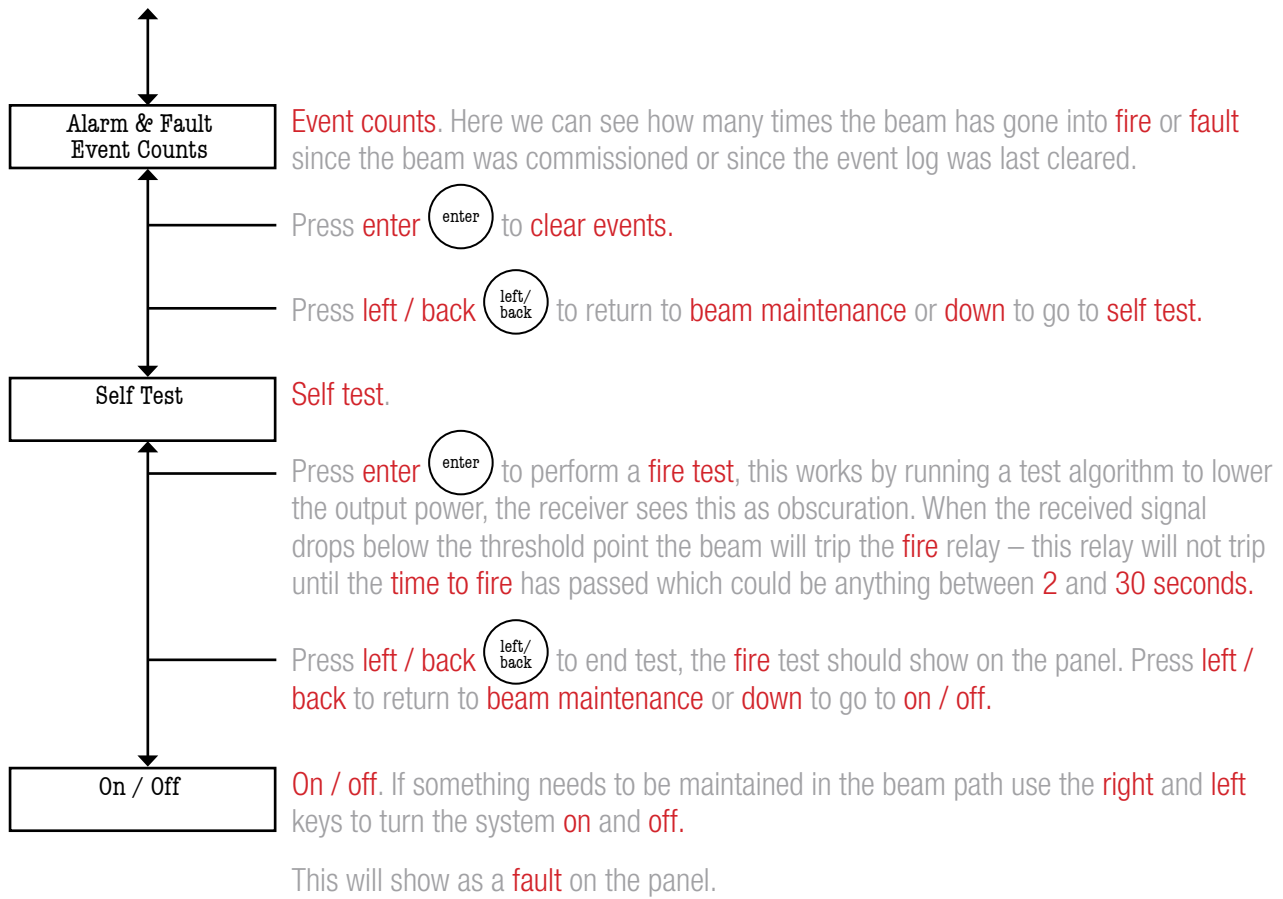 Alarm & Fault
Event Counts
Event counts. Here we can see how many times the beam has gone into fire or fault
since the beam was commissioned or since the event log was last cleared.
Press enter enter to clear events.
Press left / back left/ back to return to beam maintenance or down to go to self test.
Self Test
Self test.
Press enter enter to perform a fire test, this works by running a test algorithm to lower
the output power, the receiver sees this as obscuration. When the received signal
drops below the threshold point the beam will trip the fire relay – this relay will not trip
until the time to fire has passed which could be anything between 2 and 30 seconds.
Press left / back left/ back to end test, the fire test should show on the panel. Press left /
back to return to beam maintenance or down to go to on / off.
On / Off
On / off. If something needs to be maintained in the beam path use the right and left
keys to turn the system on and off.
This will show as a fault on the panel.